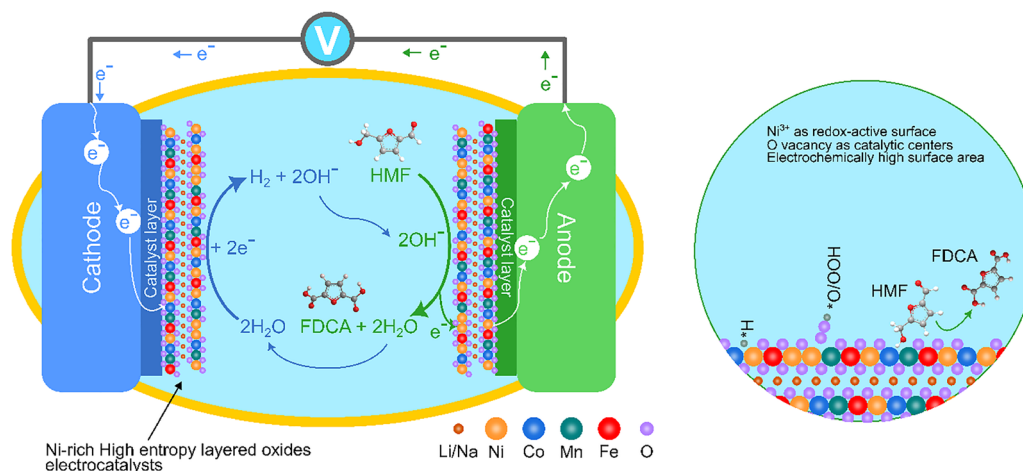 V
← e⁻
← e⁻
e⁻
e⁻
e⁻
e⁻
e⁻
e⁻
Cathode
Catalyst layer
H₂ + 2OH⁻
+ 2e⁻
2H₂O
HMF
2OH⁻
FDCA + 2H₂O
e⁻
Catalyst layer
Anode
Ni-rich High entropy layered oxides
electrocatalysts
Li/Na Ni Co Mn Fe O
Ni³⁺ as redox-active surface
O vacancy as catalytic centers
Electrochemically high surface area
*H
*OO/OOH
HMF
FDCA